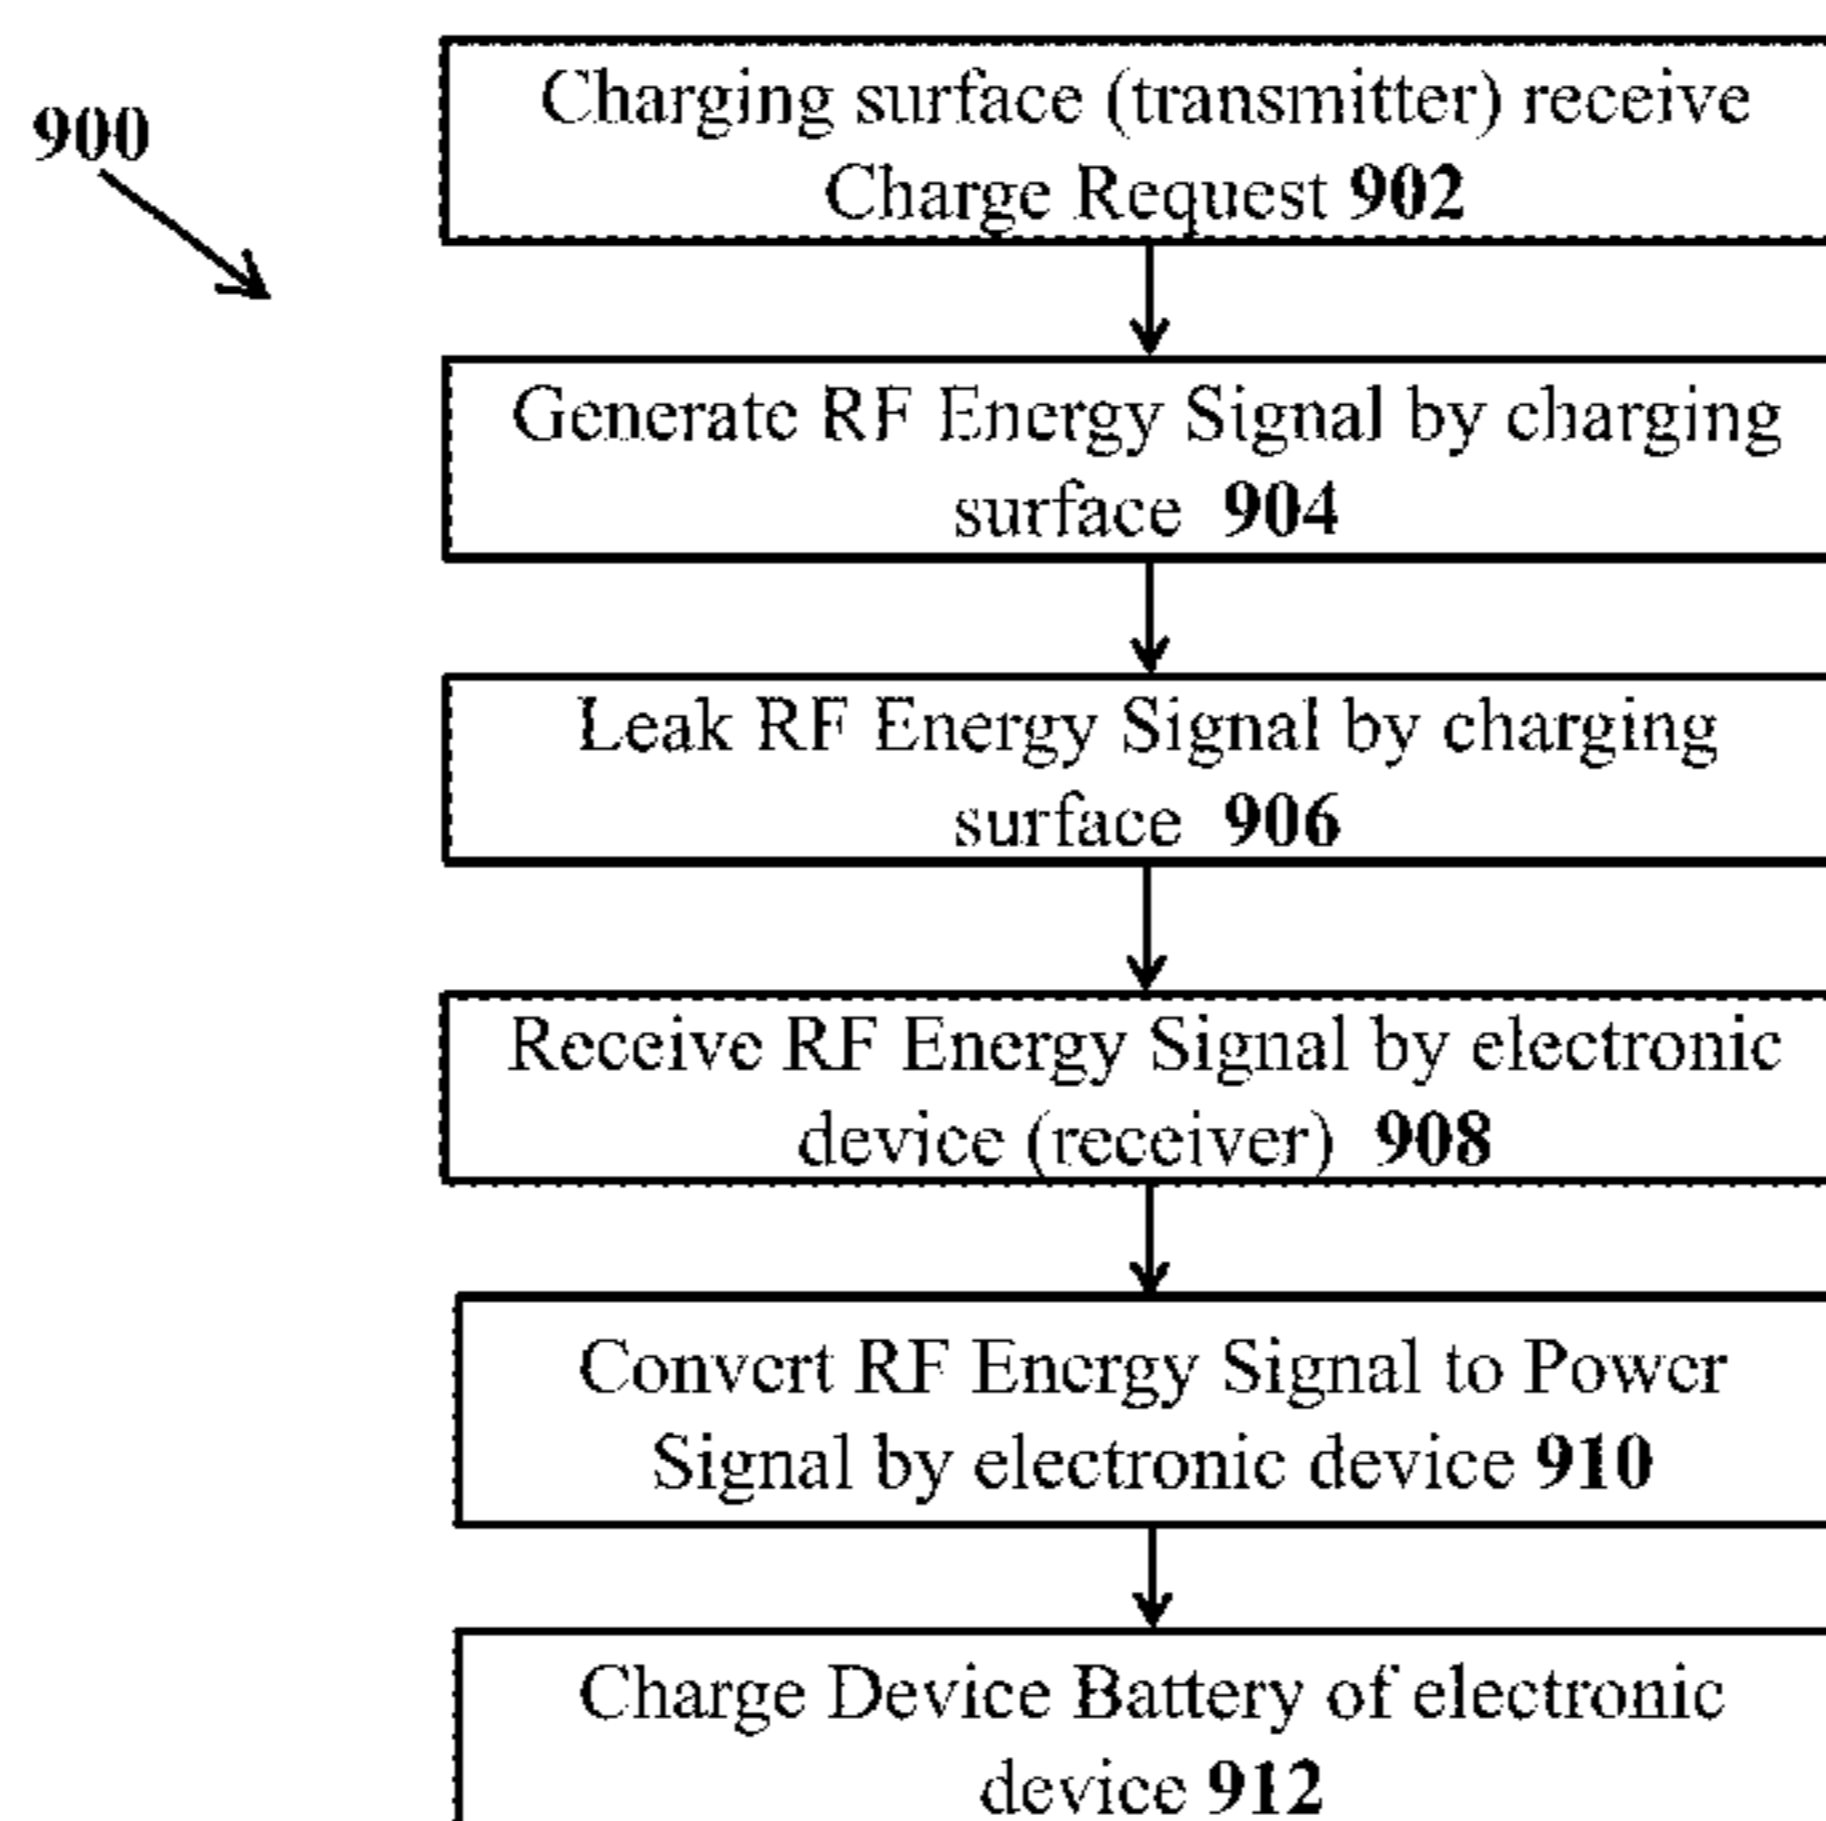 900
Charging surface (transmitter) receive
Charge Request 902
Generate RF Energy Signal by charging
surface 904
Leak RF Energy Signal by charging
surface 906
Receive RF Energy Signal by electronic
device (receiver) 908
Convert RF Energy Signal to Power
Signal by electronic device 910
Charge Device Battery of electronic
device 912